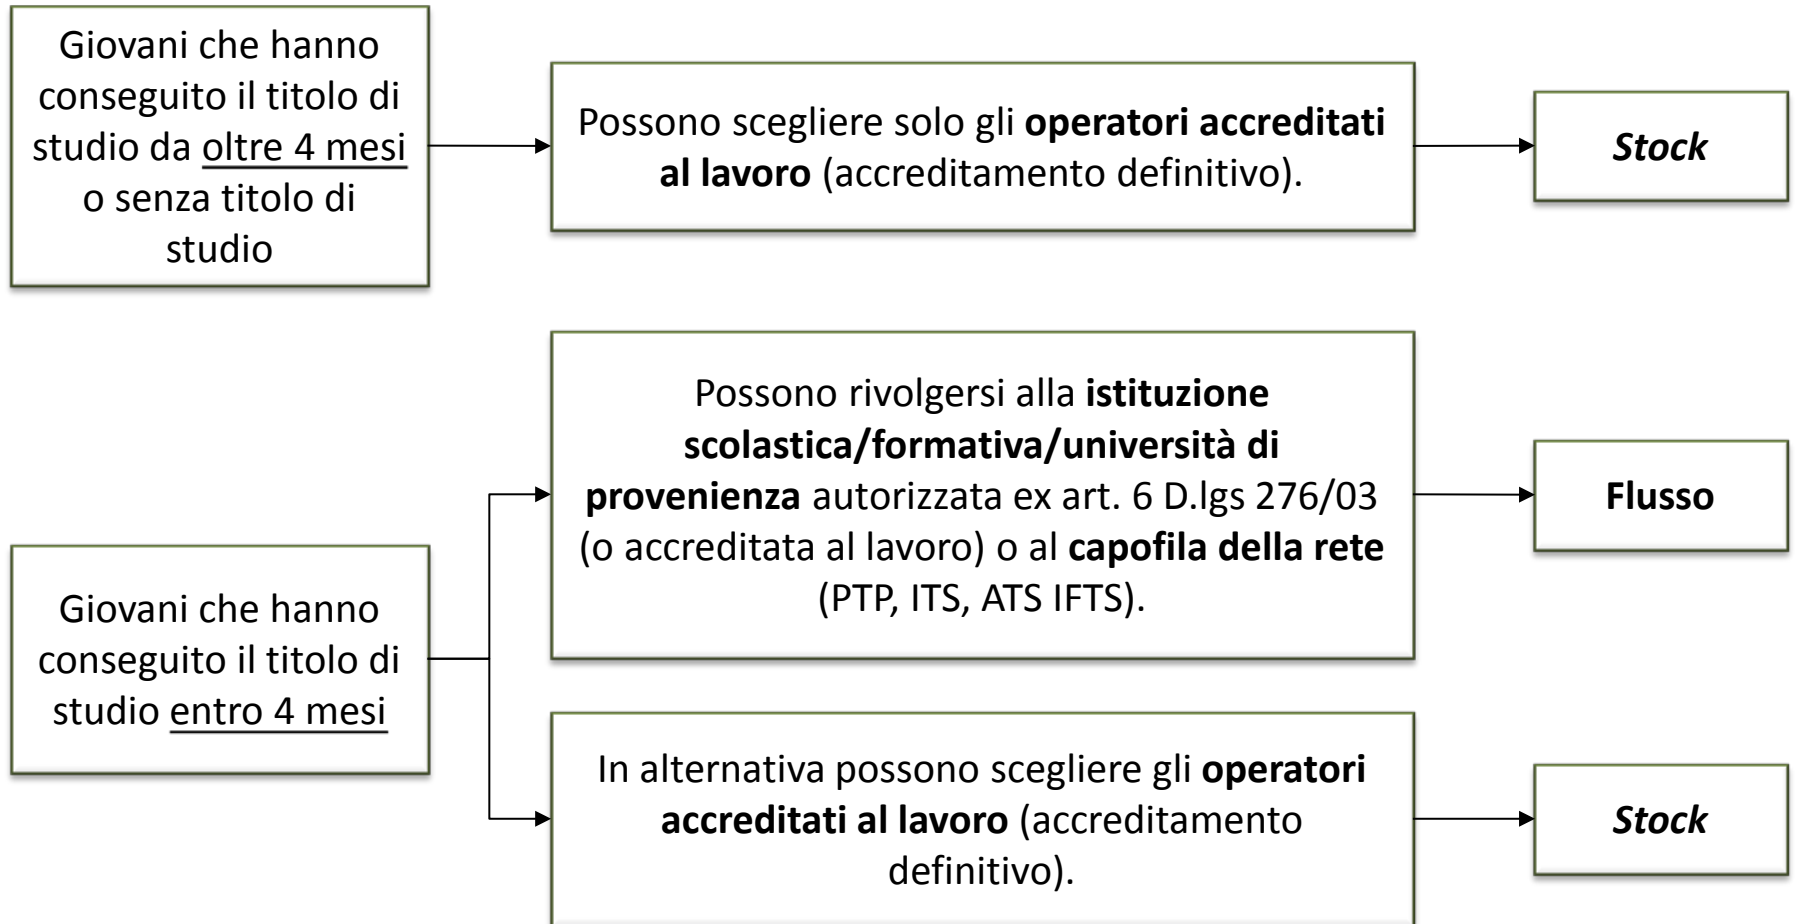 Giovani che hanno
conseguito il titolo di
studio da oltre 4 mesi
o senza titolo di
studio
Possono scegliere solo gli operatori accreditati
al lavoro (accreditamento definitivo).
Stock
Giovani che hanno
conseguito il titolo di
studio entro 4 mesi
Possono rivolgersi alla istituzione
scolastica/formativa/università di
provenienza autorizzata ex art. 6 D.lgs 276/03
(o accreditata al lavoro) o al capofila della rete
(PTP, ITS, ATS IFTS).
Flusso
In alternativa possono scegliere gli operatori
accreditati al lavoro (accreditamento
definitivo).
Stock